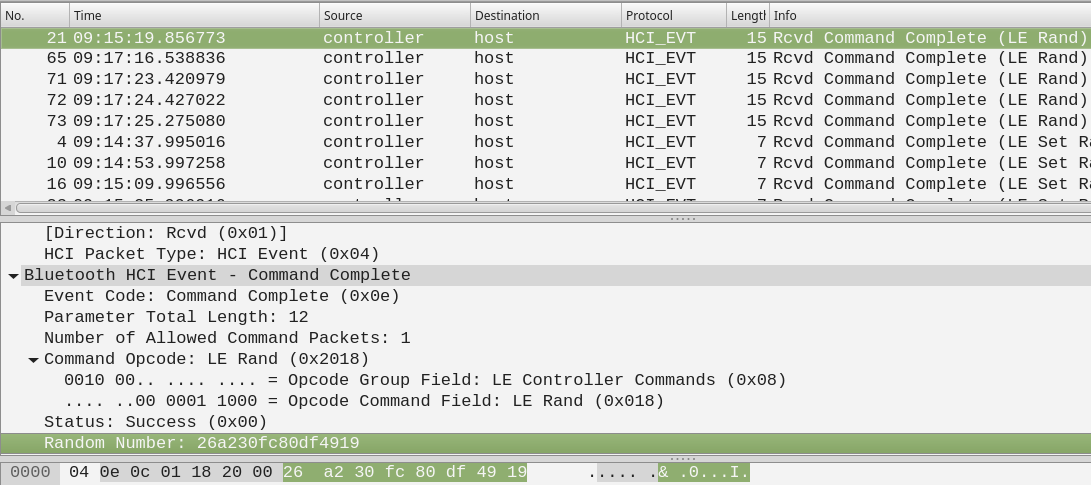 No. Time Source Destination Protocol Lengtl Info
21 09:15:19.856773 controller host HCI_EVT 15 Rcvd Command Complete (LE Rand)
65 09:17:16.538836 controller host HCI_EVT 15 Rcvd Command Complete (LE Rand)
71 09:17:23.420979 controller host HCI_EVT 15 Rcvd Command Complete (LE Rand)
72 09:17:24.427022 controller host HCI_EVT 15 Rcvd Command Complete (LE Rand)
73 09:17:25.275080 controller host HCI_EVT 15 Rcvd Command Complete (LE Rand)
4 09:14:37.995016 controller host HCI_EVT 7 Rcvd Command Complete (LE Set Ra
10 09:14:53.997258 controller host HCI_EVT 7 Rcvd Command Complete (LE Set Ra
16 09:15:09.996556 controller host HCI_EVT 7 Rcvd Command Complete (LE Set Ra
[Direction: Rcvd (0x01)]
HCI Packet Type: HCI Event (0x04)
Bluetooth HCI Event - Command Complete
Event Code: Command Complete (0x0e)
Parameter Total Length: 12
Number of Allowed Command Packets: 1
Command Opcode: LE Rand (0x2018)
0010 00.. .... .... = Opcode Group Field: LE Controller Commands (0x08)
.... ..00 0001 1000 = Opcode Command Field: LE Rand (0x018)
Status: Success (0x00)
Random Number: 26a230fc80df4919
0000 04 0e 0c 01 18 20 00 26 a2 30 fc 80 df 49 19 ..... .& .0...I.